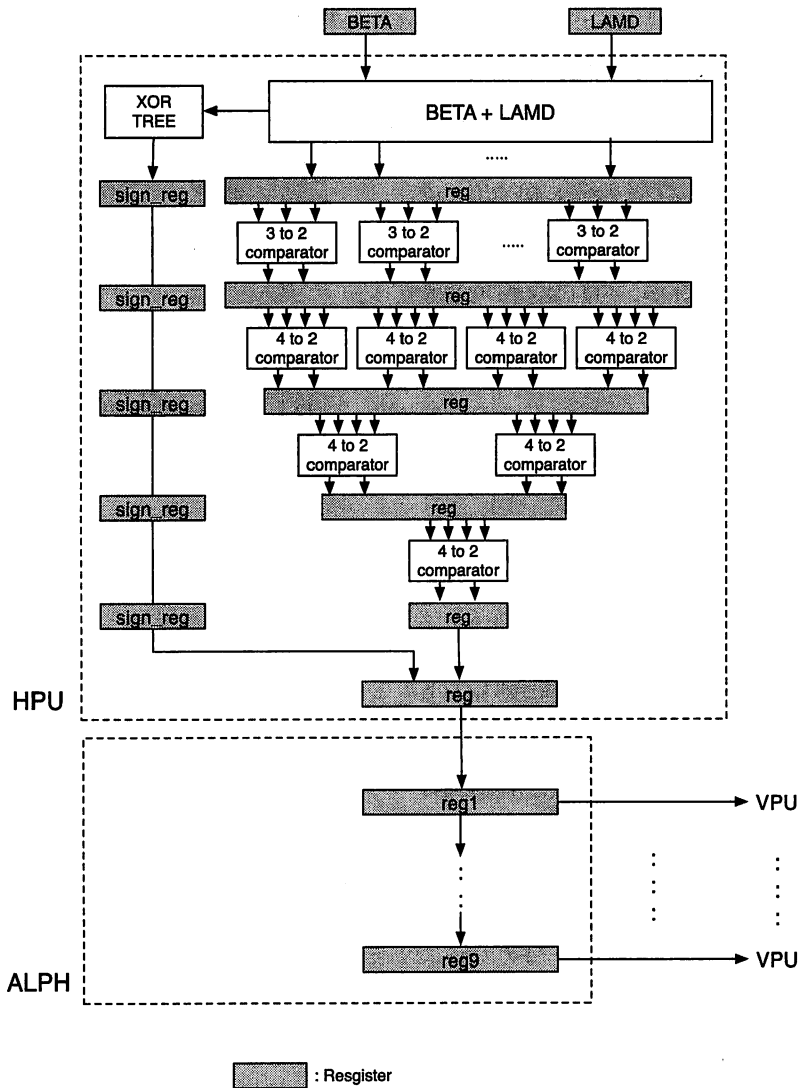 BETA LAMD
XOR
TREE
BETA + LAMD
.....
sign_reg reg
3 to 2
comparator
3 to 2
comparator
.....
3 to 2
comparator
sign_reg reg
4 to 2
comparator
4 to 2
comparator
4 to 2
comparator
4 to 2
comparator
sign_reg reg
4 to 2
comparator
4 to 2
comparator
sign_reg reg
4 to 2
comparator
sign_reg reg
reg
HPU
reg1 VPU
reg9 VPU
ALPH
: Resgister